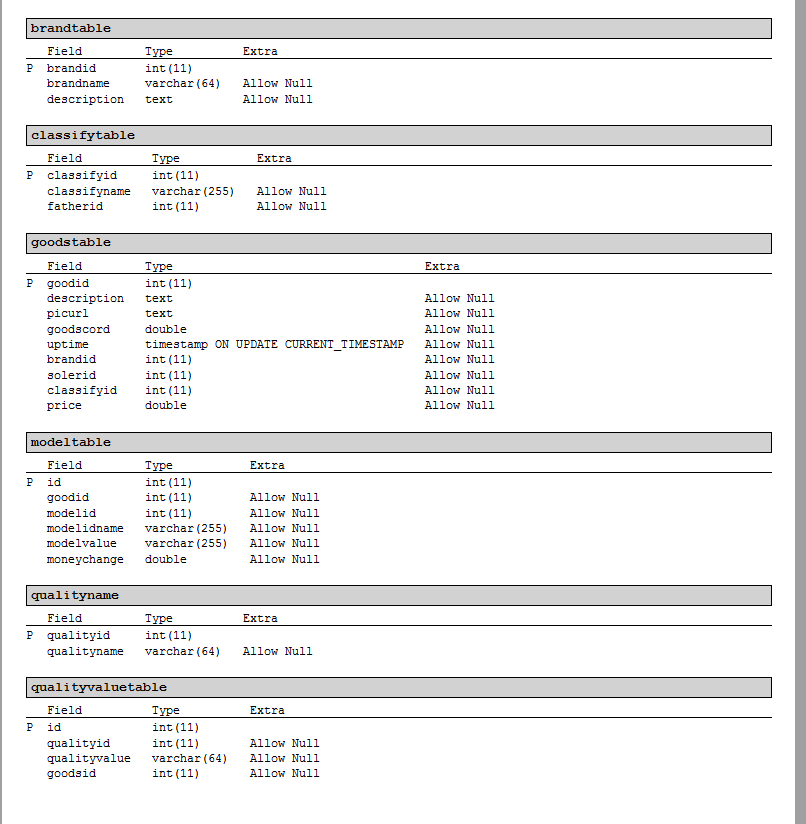 brandtable
Field Type Extra
P brandid int(11)
brandname varchar(64) Allow Null
description text Allow Null
classifytable
Field Type Extra
P classifyid int(11)
classifyname varchar(255) Allow Null
fatherid int(11) Allow Null
goodstable
Field Type Extra
P goodid int(11)
description text Allow Null
picurl text Allow Null
goodscord double Allow Null
uptime timestamp ON UPDATE CURRENT_TIMESTAMP Allow Null
brandid int(11) Allow Null
solerid int(11) Allow Null
classifyid int(11) Allow Null
price double Allow Null
modeltable
Field Type Extra
P id int(11)
goodid int(11) Allow Null
modelid int(11) Allow Null
modelidname varchar(255) Allow Null
modelvalue varchar(255) Allow Null
moneychange double Allow Null
qualityname
Field Type Extra
P qualityid int(11)
qualityname varchar(64) Allow Null
qualityvaluetable
Field Type Extra
P id int(11)
qualityid int(11) Allow Null
qualityvalue varchar(64) Allow Null
goodsid int(11) Allow Null